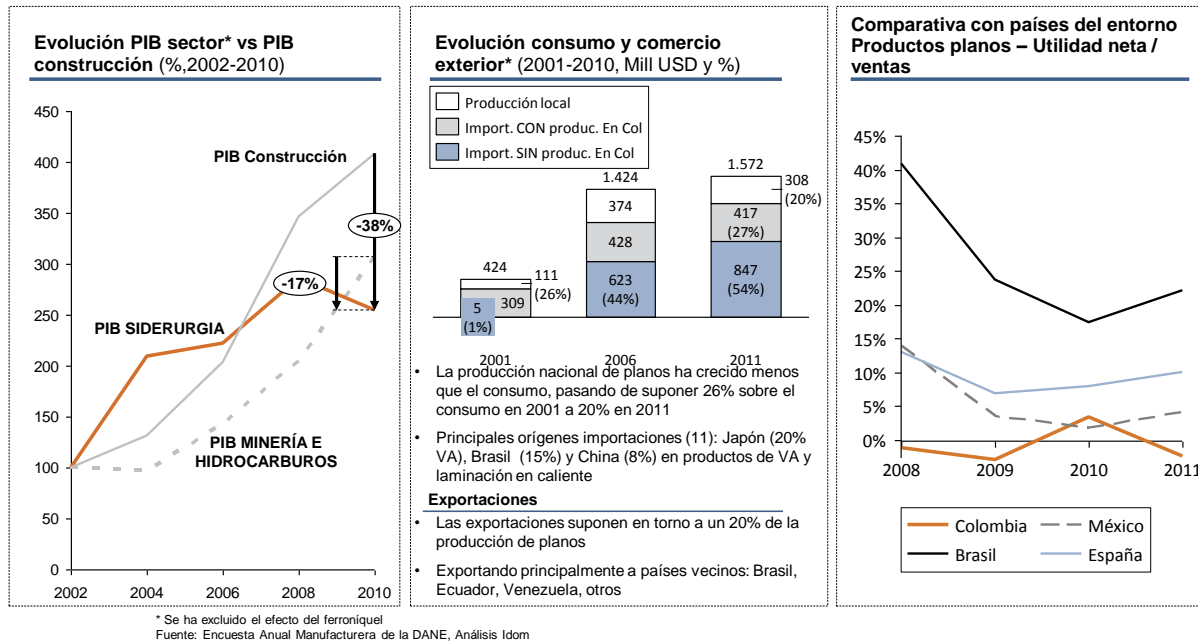 Evolución PIB sector* vs PIB
construcción (%,2002-2010)
450
400
350
300
250
200
150
100
50
0
PIB Construcción
-38%
-17%
PIB SIDERURGIA
PIB MINERÍA E
HIDROCARBUROS
2002
2004
2006
2008
2010
Evolución consumo y comercio
exterior* (2001-2010, Mill USD y %)
Producción local
Import. CON produc. En Col
Import. SIN produc. En Col
424
111
(26%)
309
5
(1%)
1.424
374
428
623
(44%)
1.572
308
(20%)
417
(27%)
847
(54%)
2001
2006
2011
• La producción nacional de planos ha crecido menos
que el consumo, pasando de suponer 26% sobre el
consumo en 2001 a 20% en 2011
• Principales orígenes importaciones (11): Japón (20%
VA), Brasil (15%) y China (8%) en productos de VA y
laminación en caliente
Exportaciones
• Las exportaciones suponen en torno a un 20% de la
producción de planos
• Exportando principalmente a países vecinos: Brasil,
Ecuador, Venezuela, otros
Comparativa con países del entorno
Productos planos – Utilidad neta /
ventas
45%
40%
35%
30%
25%
20%
15%
10%
5%
0%
2008
2009
2010
2011
Colombia
México
Brasil
España
* Se ha excluido el efecto del ferroníquel
Fuente: Encuesta Anual Manufacturera de la DANE, Análisis Idom